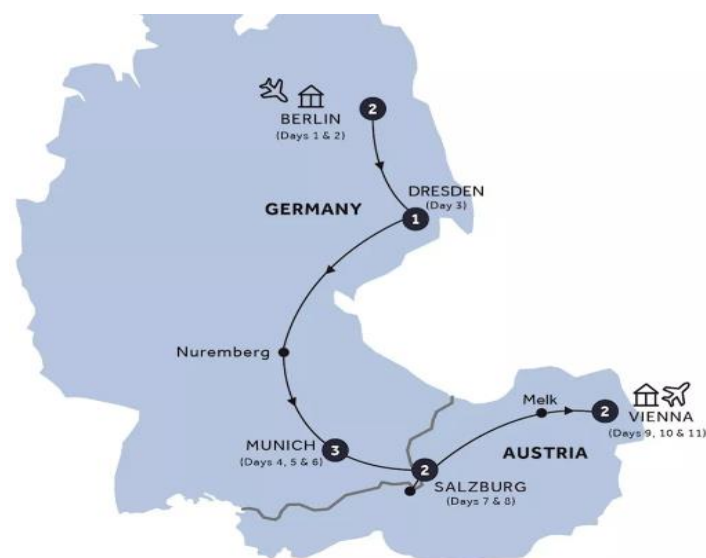 BERLIN
(Days 1 & 2)
2
DRESDEN
(Day 3)
1
GERMANY
Nuremberg
MUNICH
(Days 4, 5 & 6)
3
2
SALZBURG
(Days 7 & 8)
Melk
2
VIENNA
(Days 9, 10 & 11)
AUSTRIA